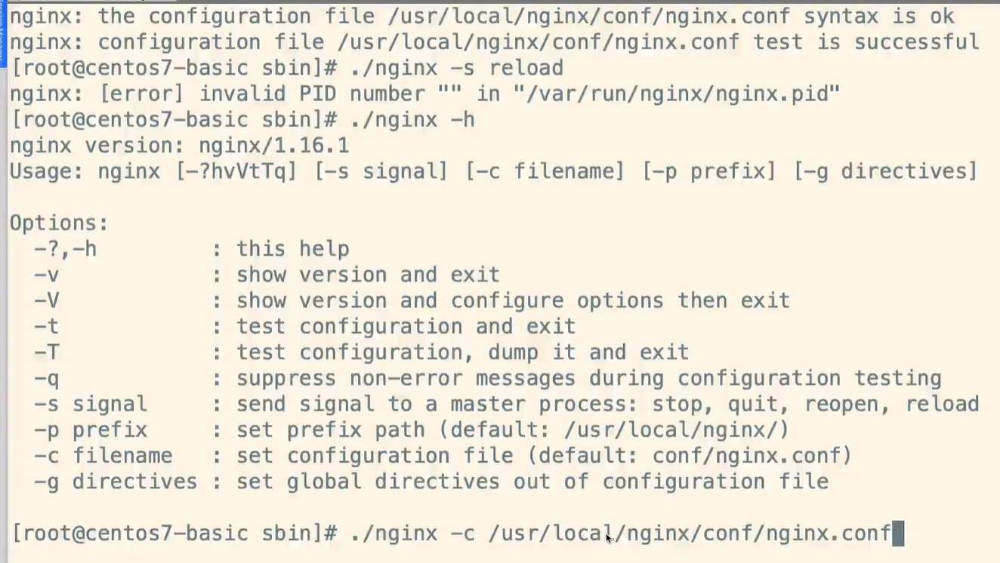 nginx: the configuration file /usr/local/nginx/conf/nginx.conf syntax is ok
nginx: configuration file /usr/local/nginx/conf/nginx.conf test is successful
[root@centos7-basic sbin]# ./nginx -s reload
nginx: [error] invalid PID number "" in "/var/run/nginx/nginx.pid"
[root@centos7-basic sbin]# ./nginx -h
nginx version: nginx/1.16.1
Usage: nginx [-?hvVtTq] [-s signal] [-c filename] [-p prefix] [-g directives]
Options:
-?,-h : this help
-v : show version and exit
-V : show version and configure options then exit
-t : test configuration and exit
-T : test configuration, dump it and exit
-q : suppress non-error messages during configuration testing
-s signal : send signal to a master process: stop, quit, reopen, reload
-p prefix : set prefix path (default: /usr/local/nginx/)
-c filename : set configuration file (default: conf/nginx.conf)
-g directives : set global directives out of configuration file
[root@centos7-basic sbin]# ./nginx -c /usr/local/nginx/conf/nginx.conf